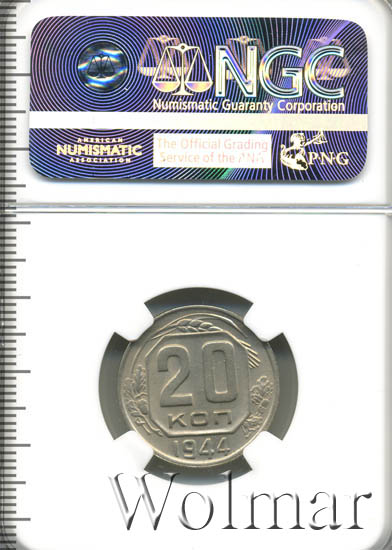 NGC
Numismatic Guaranty Corporation
AMERICAN
NUMISMATIC
ASSOCIATION
The Official Grading
Service of the ANA
PNG
20
КОП
1944
Wolmar